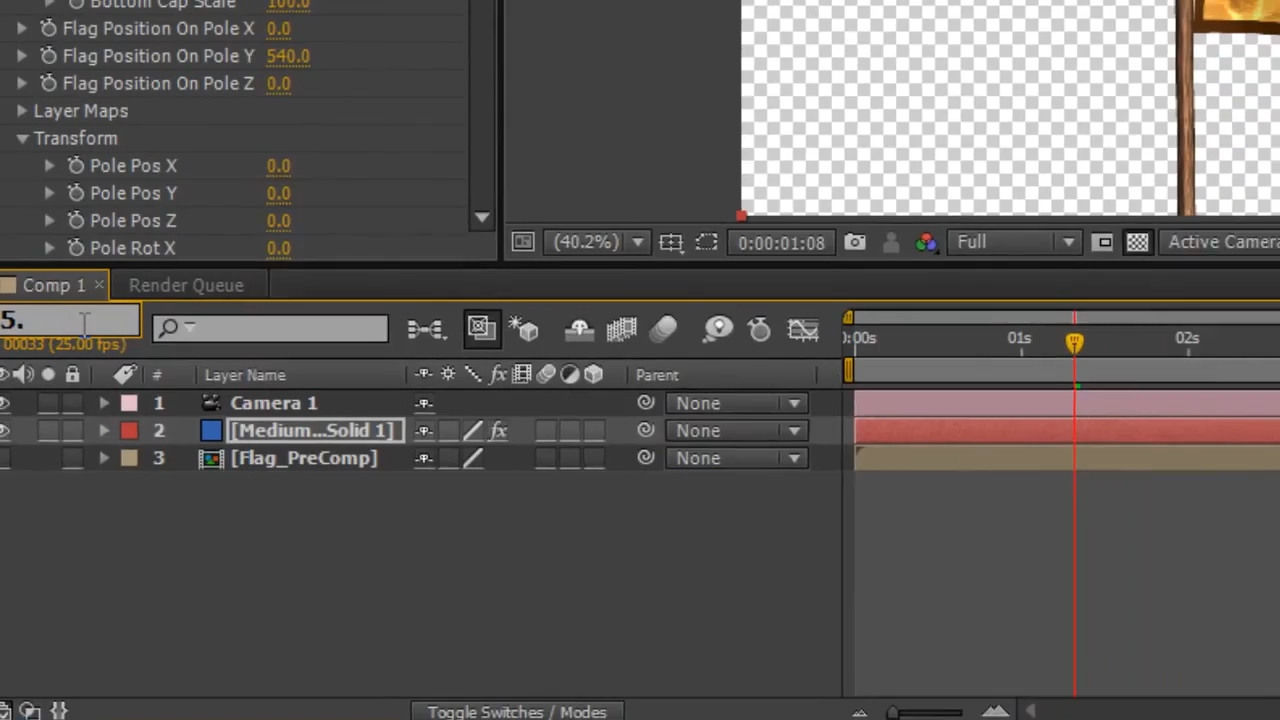 Bottom Cap Scale 100.0
Flag Position On Pole X 0.0
Flag Position On Pole Y 540.0
Flag Position On Pole Z 0.0
Layer Maps
Transform
Pole Pos X 0.0
Pole Pos Y 0.0
Pole Pos Z 0.0
Pole Rot X 0.0
(40.2%) 0:00:01:08 Full Active Camera
Comp 1 × Render Queue
5.
00033 (25.00 fps)
:00s 01s 02s
# Layer Name fx Parent
1 Camera 1 None
2 [Medium...Solid 1] fx None
3 [Flag_PreComp] None
Toggle Switches / Modes